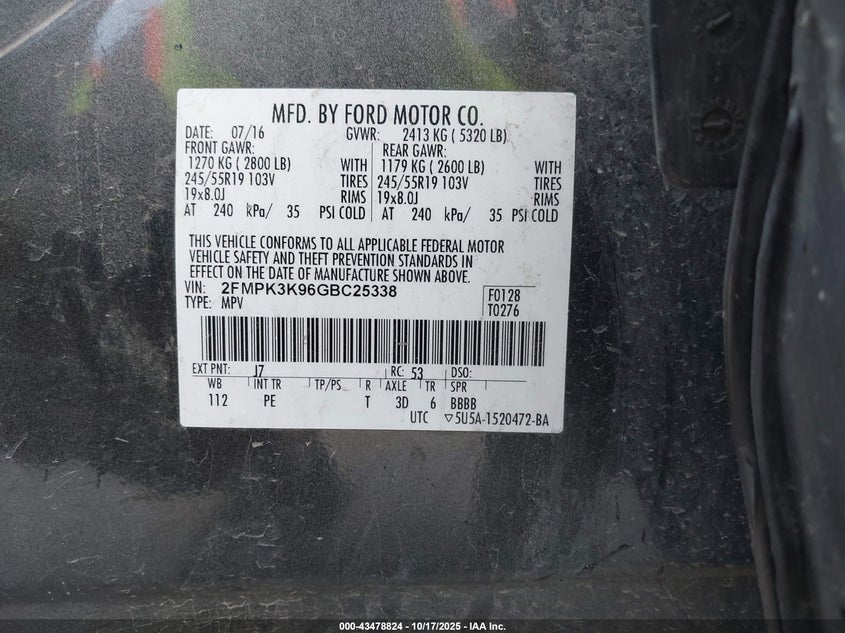 MFD. BY FORD MOTOR CO.
DATE: 07/16 GVWR: 2413 KG ( 5320 LB)
FRONT GAWR: REAR GAWR:
1270 KG ( 2800 LB) WITH 1179 KG ( 2600 LB) WITH
245/55R19 103V TIRES 245/55R19 103V TIRES
19x8.0J RIMS 19x8.0J RIMS
AT 240 kPa/ 35 PSI COLD AT 240 kPa/ 35 PSI COLD
THIS VEHICLE CONFORMS TO ALL APPLICABLE FEDERAL MOTOR
VEHICLE SAFETY AND THEFT PREVENTION STANDARDS IN
EFFECT ON THE DATE OF MANUFACTURE SHOWN ABOVE.
VIN: 2FMPK3K96GBC25338 F0128
TYPE: MPV T0276
EXT PNT: J7 RC: 53 DSO:
WB INT TR TP/PS R AXLE TR SPR
112 PE T 3D 6 BBBB
UTC ▽5U5A-1520472-BA
000-43478824 - 10/17/2025 - IAA Inc.